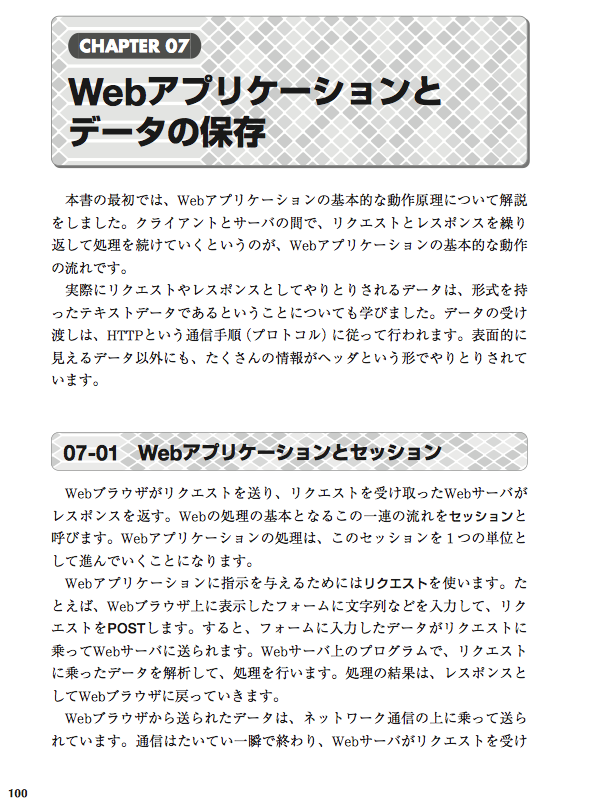 CHAPTER 07
Webアプリケーションと
データの保存
本書の最初では、Webアプリケーションの基本的な動作原理について解説
をしました。クライアントとサーバの間で、リクエストとレスポンスを繰り
返して処理を続けていくというのが、Webアプリケーションの基本的な動作
の流れです。
実際にリクエストやレスポンスとしてやりとりされるデータは、形式を持
ったテキストデータであるということについても学びました。データの受け
渡しは、HTTPという通信手順（プロトコル）に従って行われます。表面的に
見えるデータ以外にも、たくさんの情報がヘッダという形でやりとりされて
います。
07-01 Webアプリケーションとセッション
Webブラウザがリクエストを送り、リクエストを受け取ったWebサーバが
レスポンスを返す。Webの処理の基本となるこの一連の流れをセッションと
呼びます。Webアプリケーションの処理は、このセッションを１つの単位と
して進んでいくことになります。
Webアプリケーションに指示を与えるためにはリクエストを使います。た
とえば、Webブラウザ上に表示したフォームに文字列などを入力して、リク
エストをPOSTします。すると、フォームに入力したデータがリクエストに
乗ってWebサーバに送られます。Webサーバ上のプログラムで、リクエスト
に乗ったデータを解析して、処理を行います。処理の結果は、レスポンスと
してWebブラウザに戻っていきます。
Webブラウザから送られたデータは、ネットワーク通信の上に乗って送ら
れています。通信はたいてい一瞬で終わり、Webサーバがリクエストを受け
100